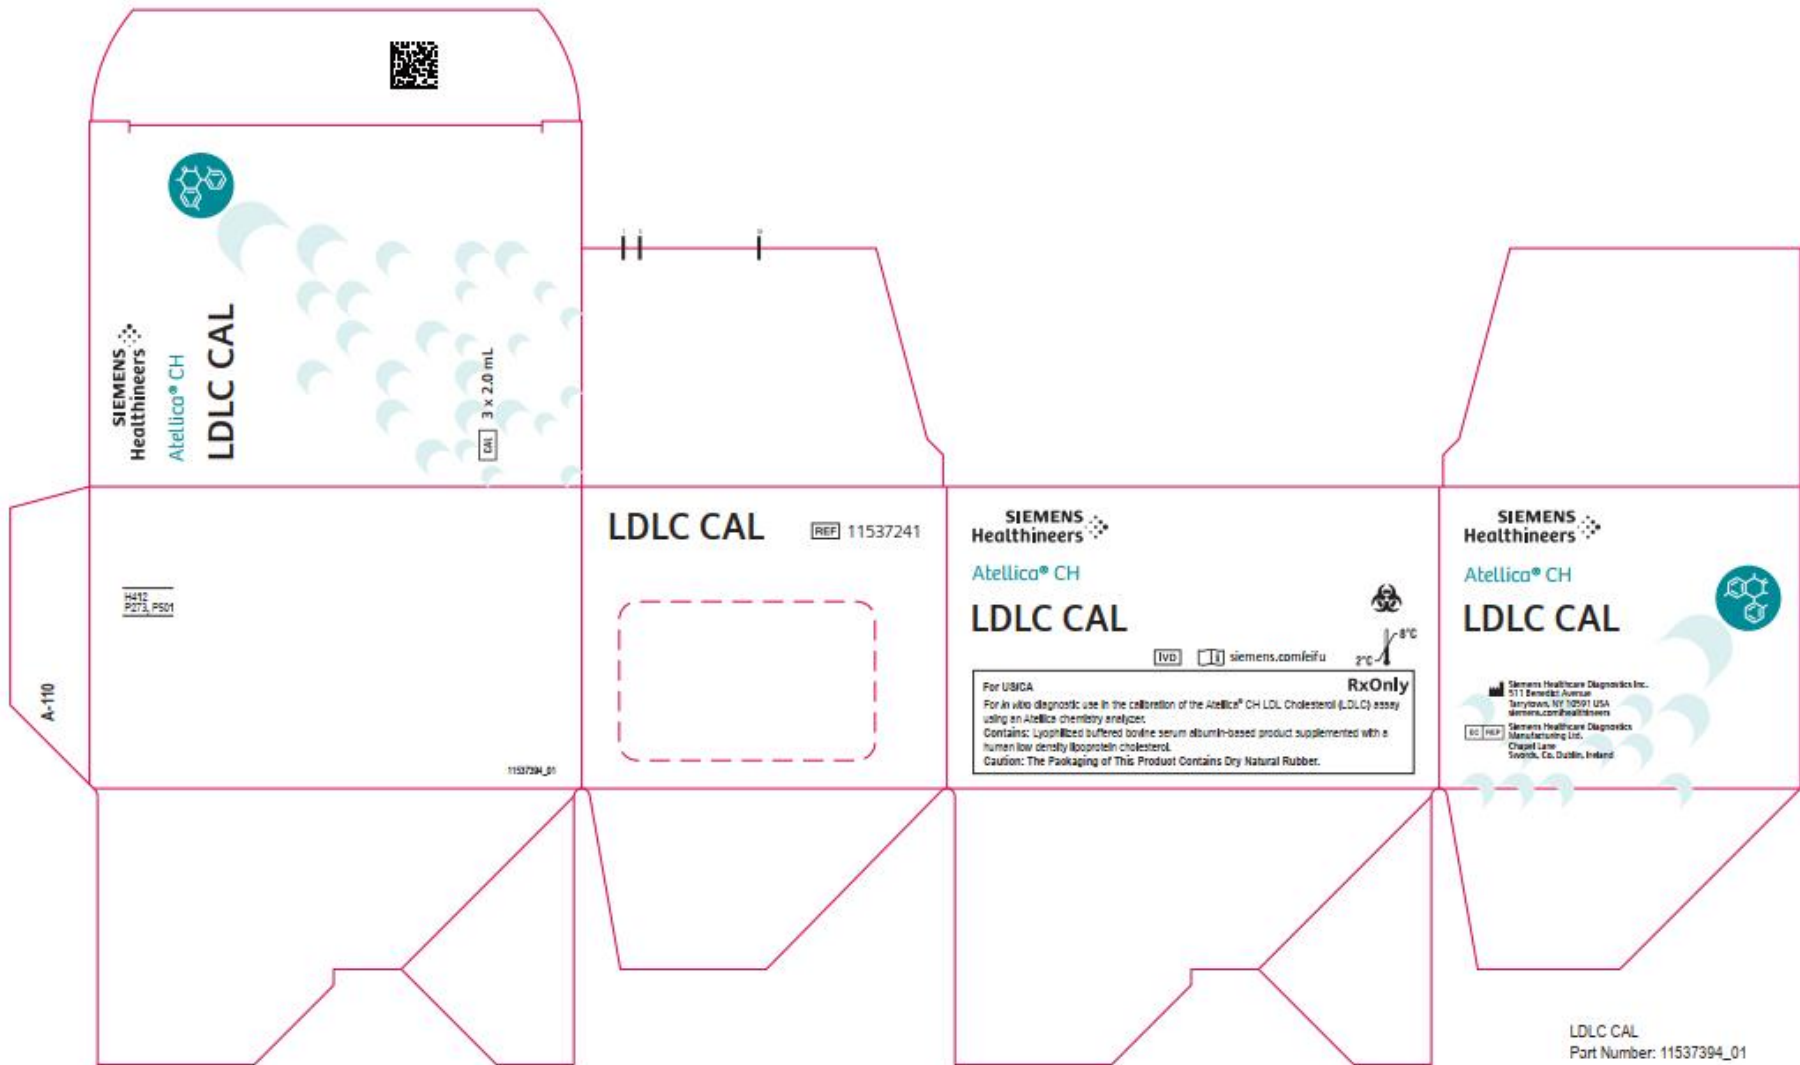 SIEMENS
Healthineers
Atellica® CH
LDLC CAL
CAL 3 x 2.0 mL
A-110
H412
P273, P501
11537394_01
LDLC CAL
REF 11537241
SIEMENS
Healthineers
Atellica® CH
LDLC CAL
IVD
siemens.com/eifu
8°C
2°C
For US/CA
RxOnly
For in vitro diagnostic use in the calibration of the Atellica® CH LDL Cholesterol (LDLC) assay
using an Atellica chemistry analyzer.
Contains: Lyophilized buffered bovine serum albumin-based product supplemented with a
human low density lipoprotein cholesterol.
Caution: The Packaging of This Product Contains Dry Natural Rubber.
SIEMENS
Healthineers
Atellica® CH
LDLC CAL
Siemens Healthcare Diagnostics Inc.
511 Benedict Avenue
Tarrytown, NY 10591 USA
siemens.com/healthineers
EC REP
Siemens Healthcare Diagnostics
Manufacturing Ltd.
Chapel Lane
Swords, Co. Dublin, Ireland
LDLC CAL
Part Number: 11537394_01